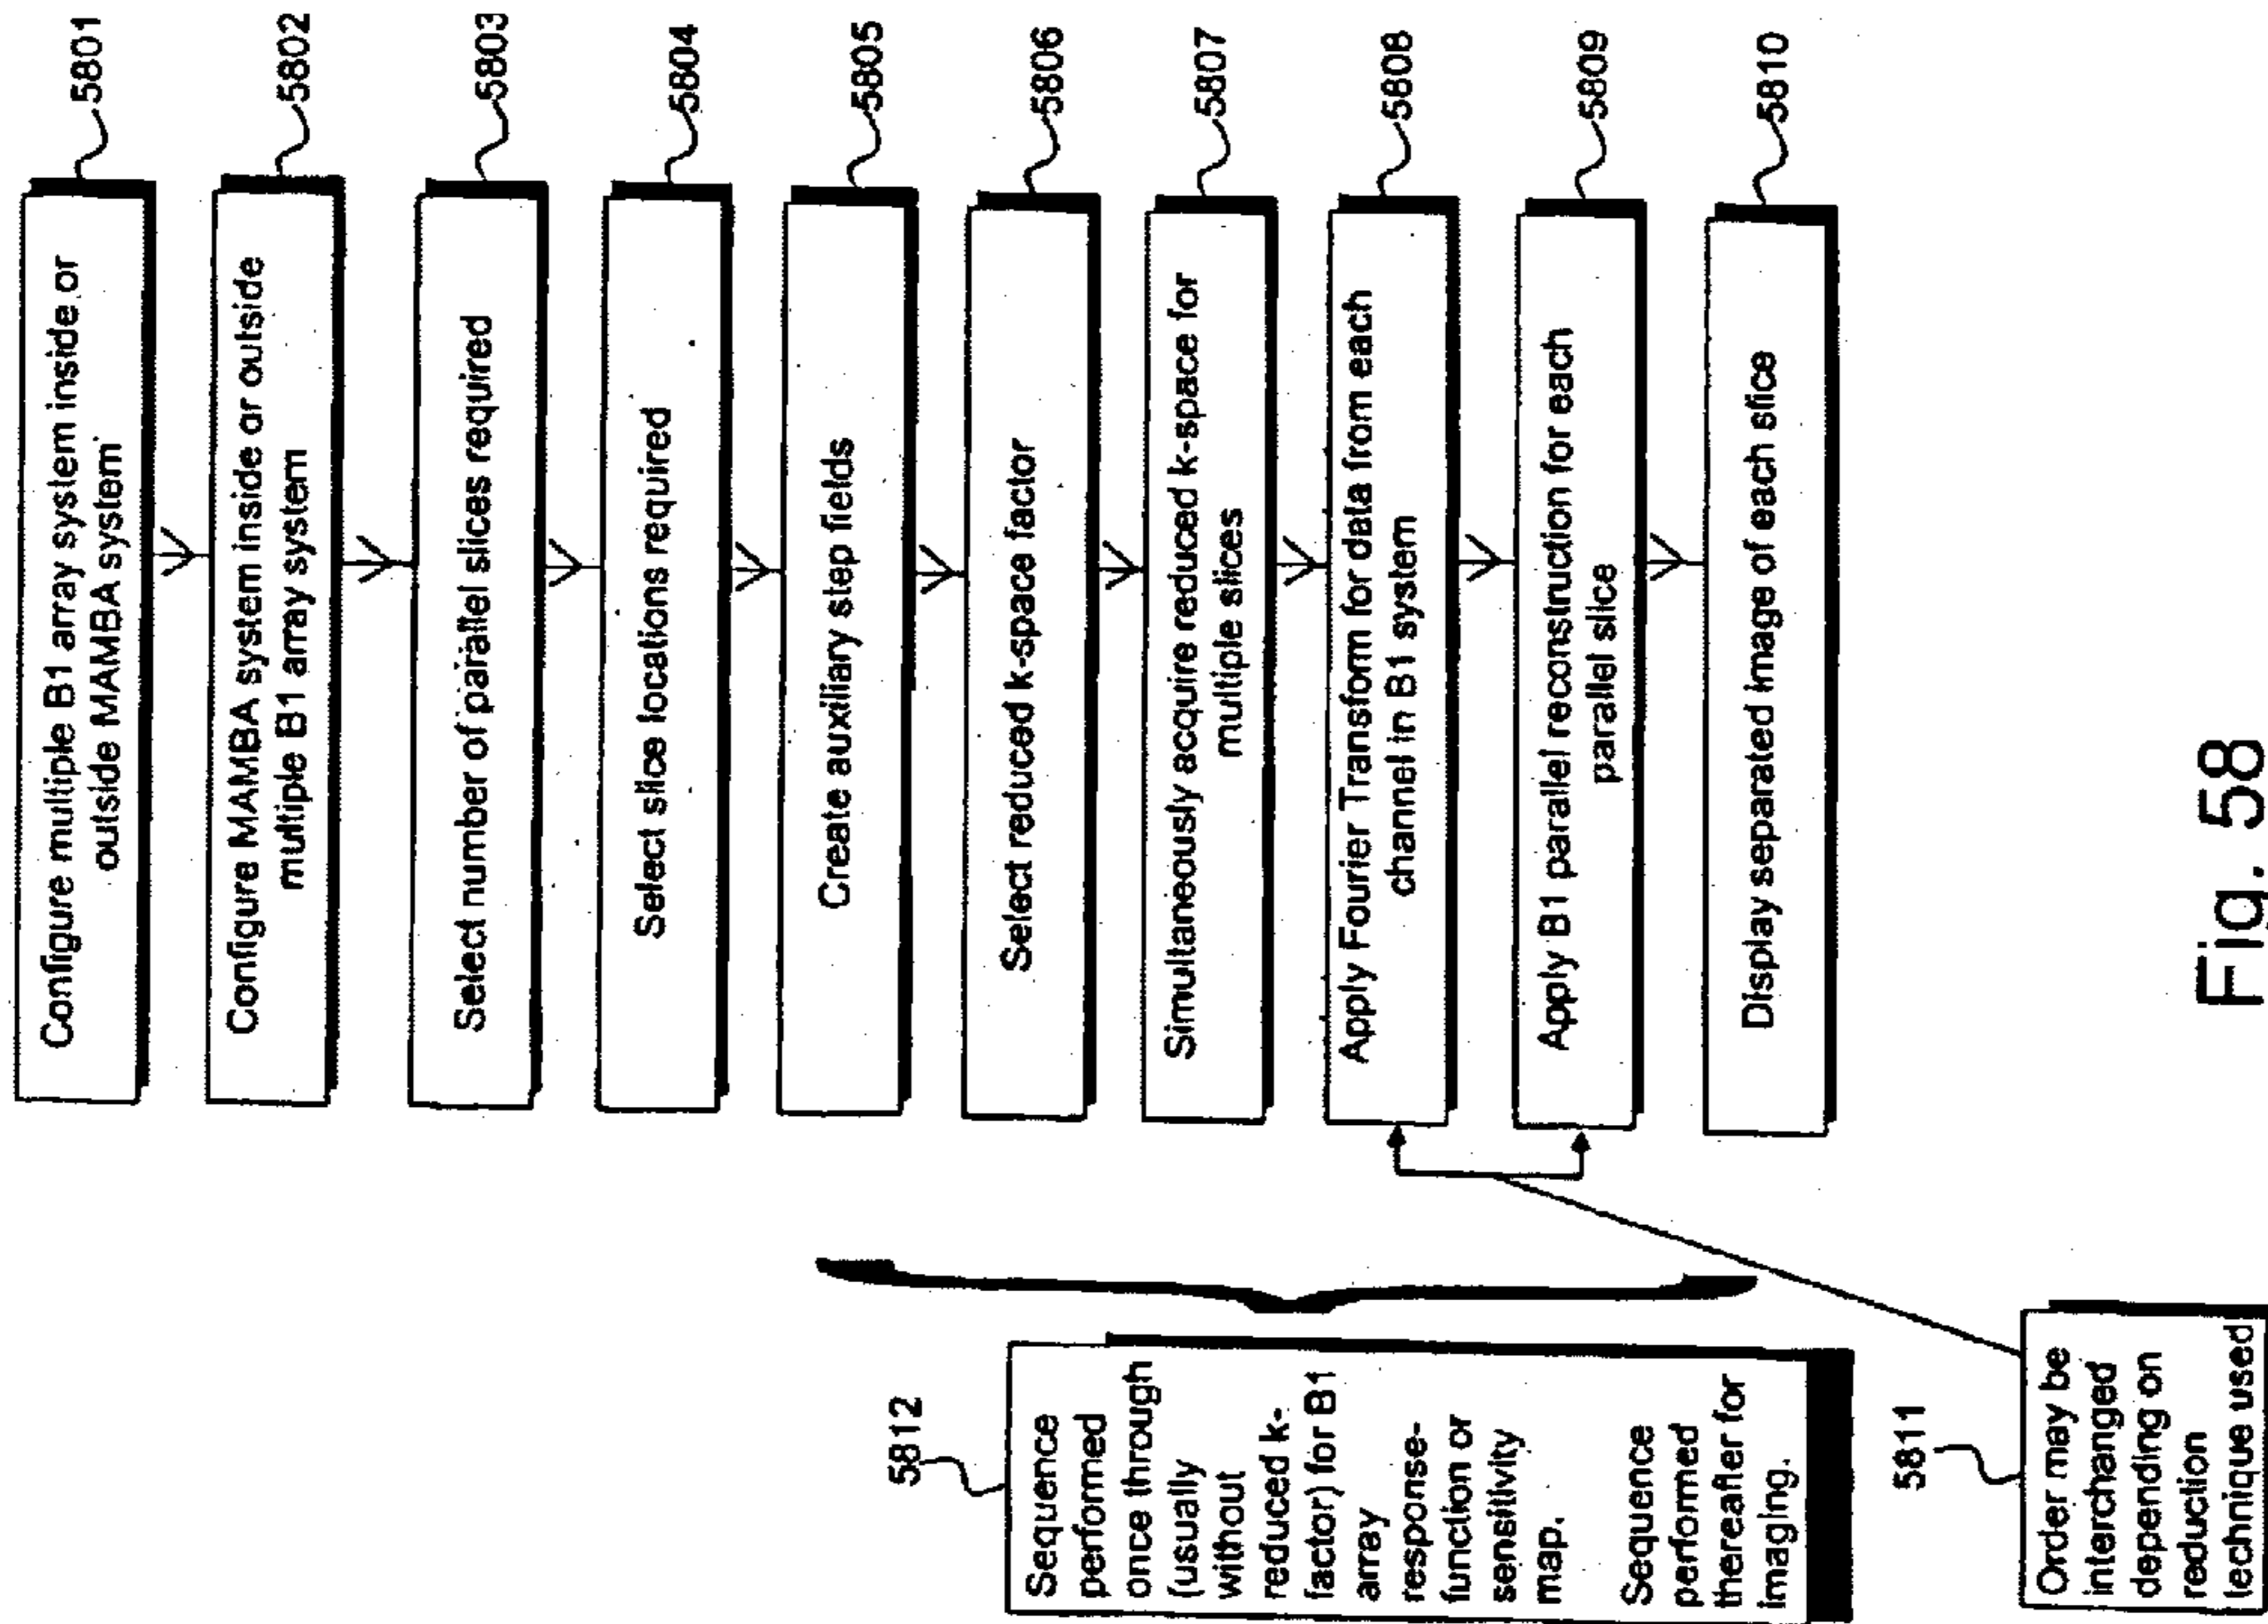 Configure multiple B1 array system inside or
outside MAMBA system
5801
Configure MAMBA system inside or outside
multiple B1 array system
5802
Select number of parallel slices required
5803
Select slice locations required
5804
Create auxiliary step fields
5805
Select reduced k-space factor
5806
Simultaneously acquire reduced k-space for
multiple slices
5807
Apply Fourier Transform for data from each
channel in B1 system
5808
Apply B1 parallel reconstruction for each
parallel slice
5809
Display separated image of each slice
5810
5812
Sequence
performed
once through
(usually
without
reduced k-
factor) for B1
array
response-
function or
sensitivity
map.
Sequence
performed
thereafter for
imaging.
5811
Order may be
interchanged
depending on
reduction
technique used
Fig. 58